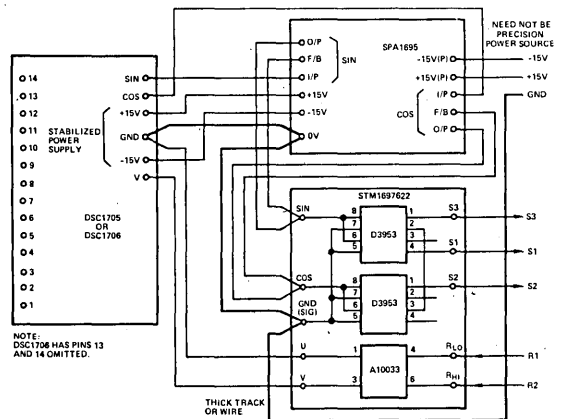 NEED NOT BE
PRECISION
POWER SOURCE
-15V
+15V
GND
14
13
12
11
10
9
8
7
6
5
4
3
2
1
SIN
COS
+15V
GND
-15V
V
STABILIZED
POWER
SUPPLY
DSC1705
OR
DSC1706
NOTE:
DSC1706 HAS PINS 13
AND 14 OMITTED.
O/P
F/B
I/P
SIN
+15V
-15V
0V
SPA1695
-15V(P)
+15V(P)
I/P
F/B
O/P
COS
STM1697622
SIN
8
7
6
5
D3953
1
2
3
4
S3
S1
S3
S1
COS
8
7
6
5
D3953
1
2
3
4
S2
S2
GND
(SIG)
U
V
1
3
A10033
4
6
RLO
RHI
R1
R2
THICK TRACK
OR WIRE